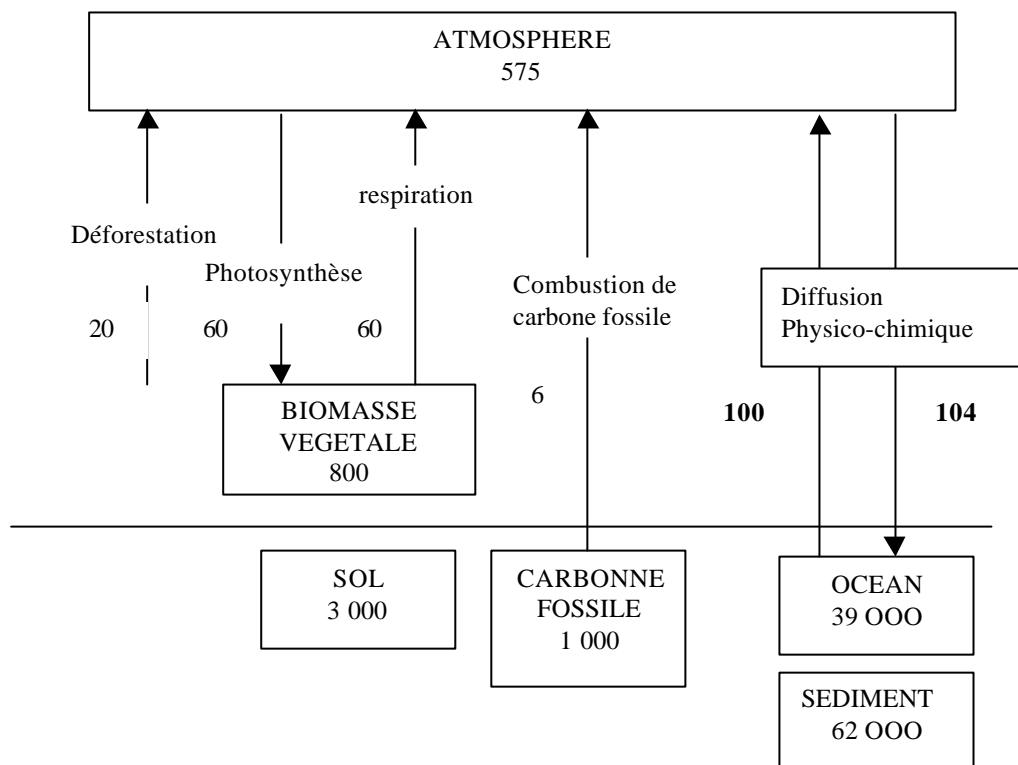 ATMOSPHERE
575
respiration
Déforestation
Photosynthèse
Combustion de
carbone fossile
Diffusion
Physico-chimique
20
60
60
6
100
104
BIOMASSE
VEGETALE
800
SOL
3 000
CARBONNE
FOSSILE
1 000
OCEAN
39 OOO
SEDIMENT
62 OOO